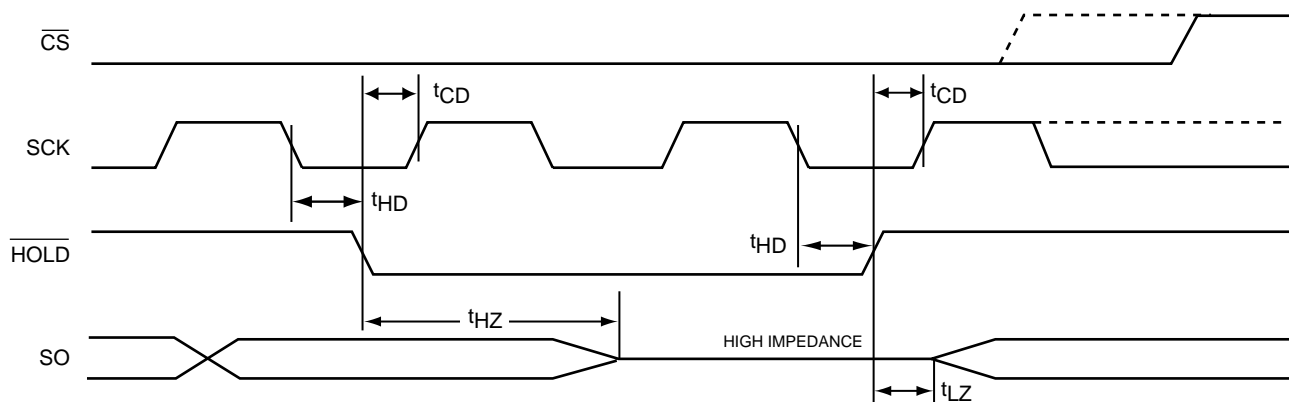 CS
tCD
tCD
SCK
tHD
HOLD
tHD
tHZ
HIGH IMPEDANCE
SO
tLZ